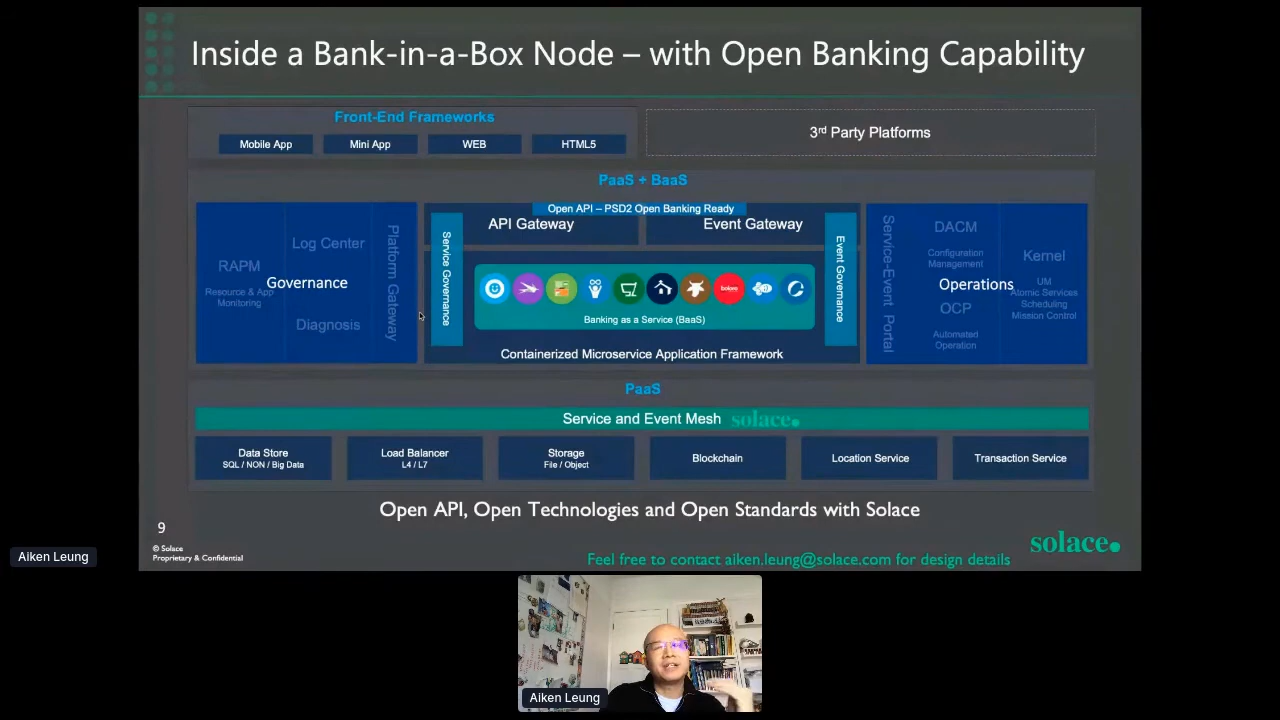 Inside a Bank-in-a-Box Node – with Open Banking Capability
Front-End Frameworks
Mobile App
Mini App
WEB
HTML5
3rd Party Platforms
PaaS + BaaS
RAPM
Resource & App
Monitoring
Log Center
Diagnosis
Governance
Platform Gateway
Open API – PSD2 Open Banking Ready
API Gateway
Event Gateway
Service Governance
Event Governance
Banking as a Service (BaaS)
Containerized Microservice Application Framework
Service-Event Portal
DACM
Configuration
Management
Operations
OCP
Automated
Operation
Kernel
UM
Atomic Services
Scheduling
Mission Control
PaaS
Service and Event Mesh solace.
Data Store
SQL / NON / Big Data
Load Balancer
L4 / L7
Storage
File / Object
Blockchain
Location Service
Transaction Service
Open API, Open Technologies and Open Standards with Solace
9
© Solace
Proprietary & Confidential
solace.
Feel free to contact aiken.leung@solace.com for design details
Aiken Leung
Aiken Leung